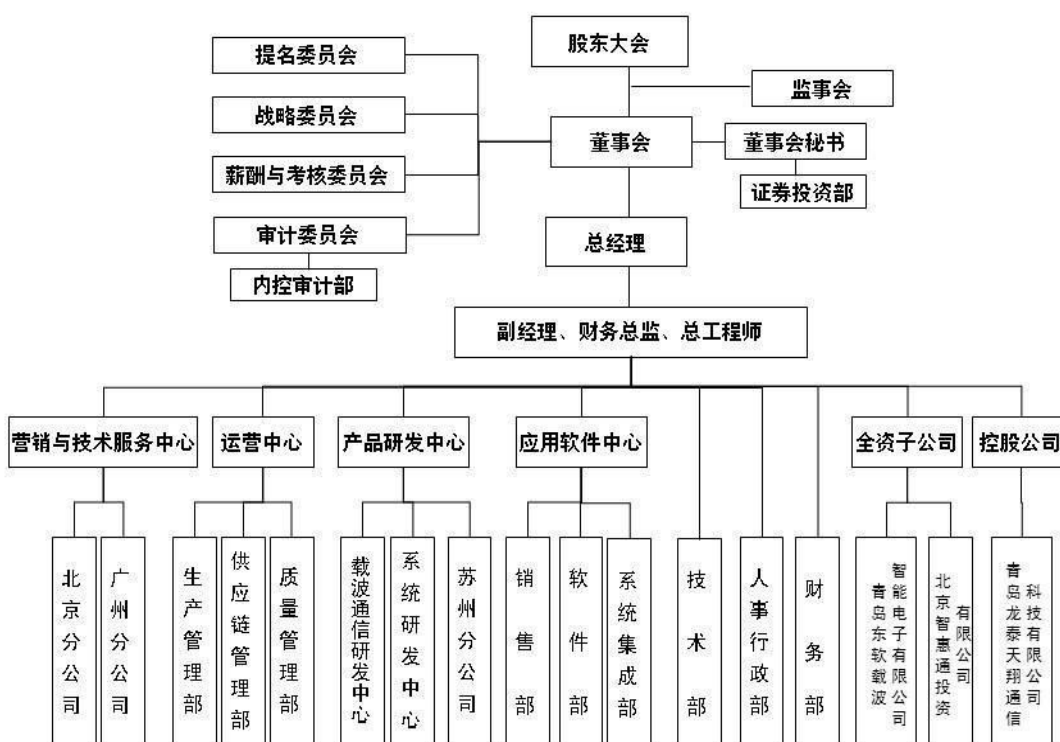 股东大会
提名委员会
监事会
战略委员会
董事会
董事会秘书
薪酬与考核委员会
证券投资部
审计委员会
总经理
内控审计部
副经理、财务总监、总工程师
营销与技术服务中心
运营中心
产品研发中心
应用软件中心
全资子公司
控股公司
北京分公司
广州分公司
生产管理部
供应链管理部
质量管理部
载波通信研发中心
系统研发中心
苏州分公司
销售部
软件部
系统集成部
技术部
人事行政部
财务部
青岛东软载波
智能电子有限公司
北京智惠通投资
有限公司
青岛龙泰天翔通信
科技有限公司